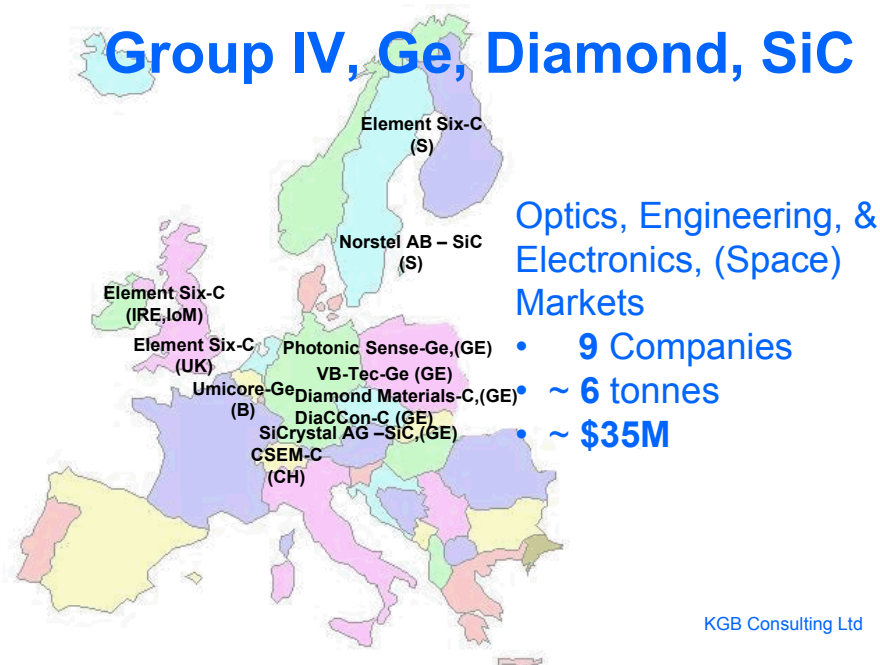 Group IV, Ge, Diamond, SiC
Element Six-C
(S)
Norstel AB – SiC
(S)
Element Six-C
(IRE,IoM)
Element Six-C
(UK)
Umicore-Ge
(B)
Photonic Sense-Ge,(GE)
VB-Tec-Ge (GE)
Diamond Materials-C,(GE)
DiaCCon-C (GE)
SiCrystal AG –SiC,(GE)
CSEM-C
(CH)
Optics, Engineering, &
Electronics, (Space)
Markets
• 9 Companies
• ~ 6 tonnes
• ~ $35M
KGB Consulting Ltd